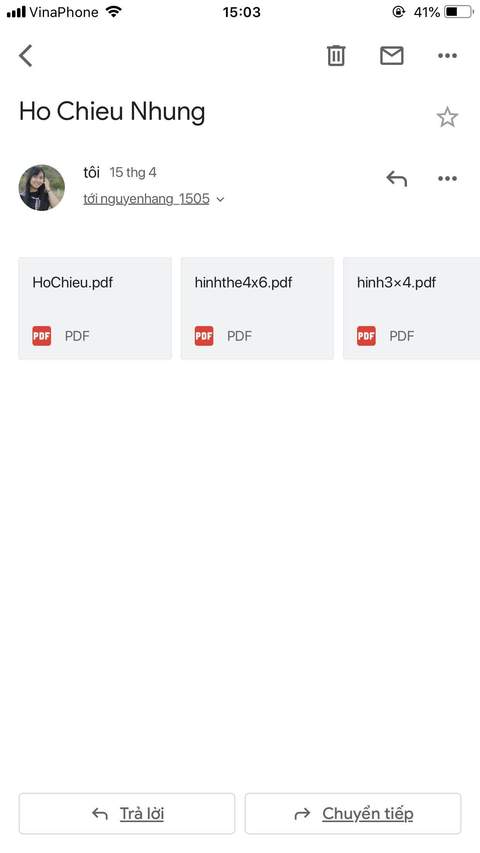 VinaPhone 15:03 41%
Ho Chieu Nhung
tôi 15 thg 4
tới nguyenhang_1505
HoChieu.pdf hinhthe4x6.pdf hinh3×4.pdf
PDF PDF PDF PDF PDF PDF
Trả lời Chuyển tiếp